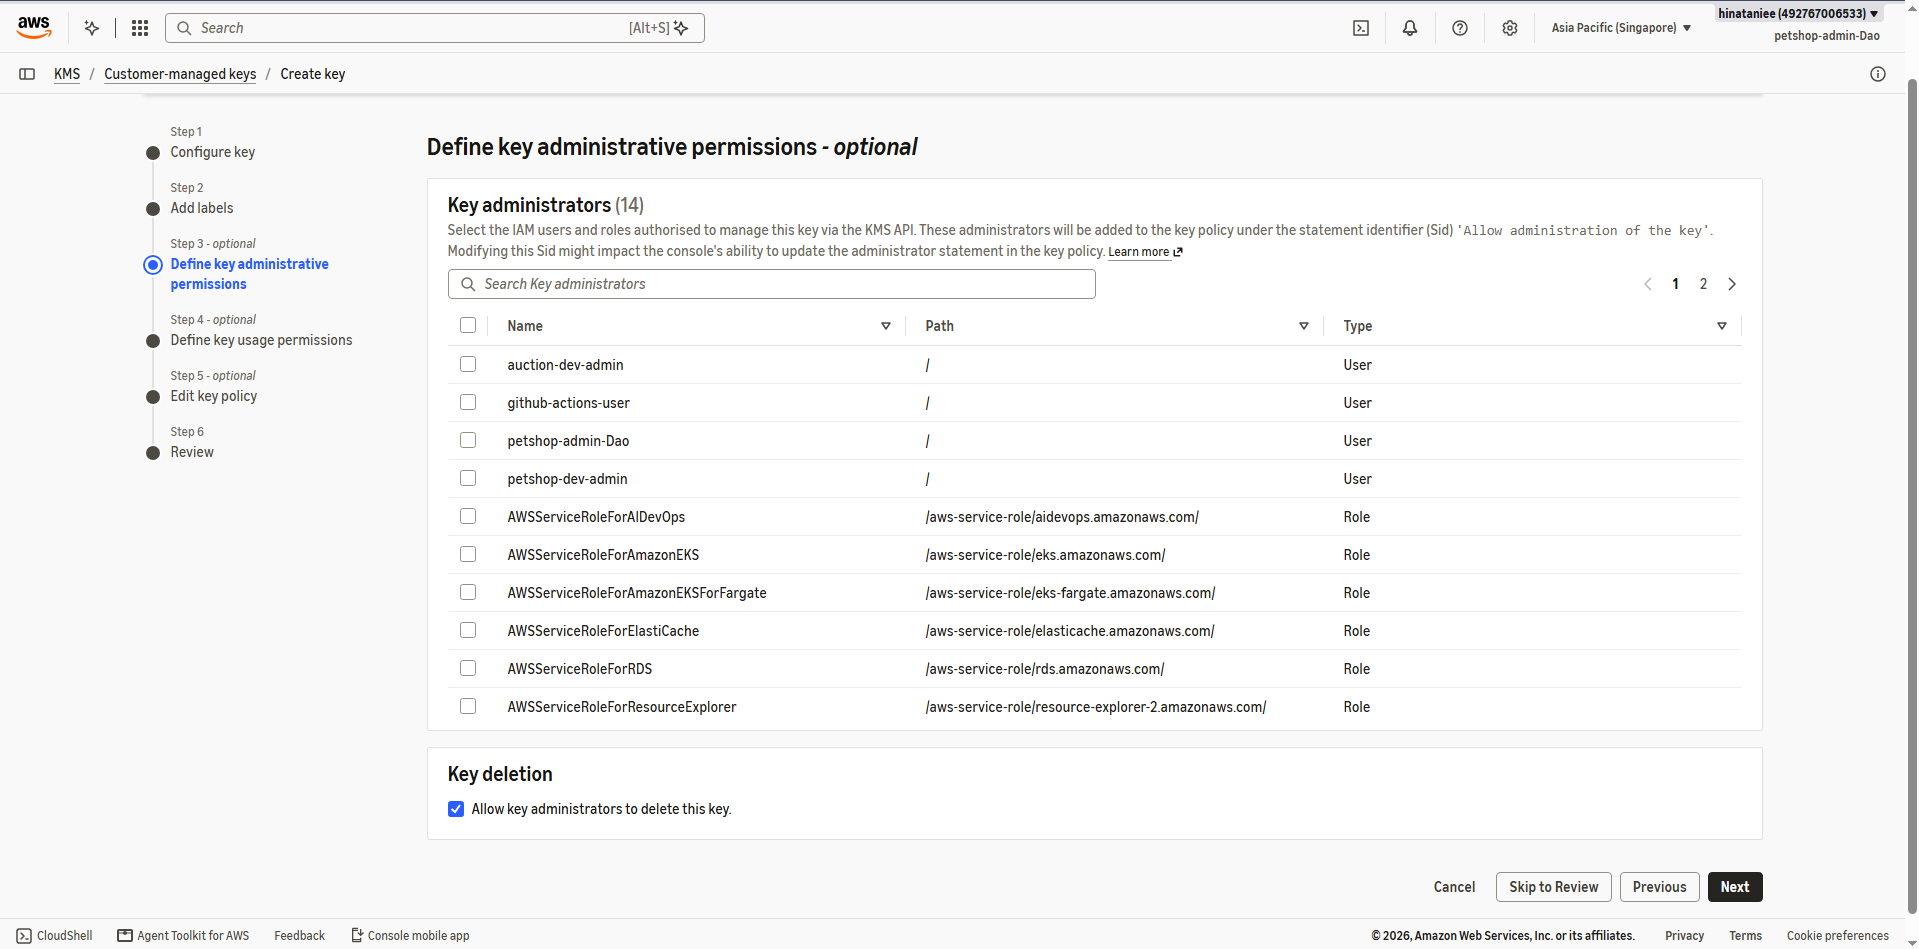 aws
Search
[Alt+S]
Asia Pacific (Singapore)
hinataniee (492767006533)
petshop-admin-Dao
KMS / Customer-managed keys / Create key
Step 1
Configure key
Step 2
Add labels
Step 3 - optional
Define key administrative
permissions
Step 4 - optional
Define key usage permissions
Step 5 - optional
Edit key policy
Step 6
Review
Define key administrative permissions - optional
Key administrators (14)
Select the IAM users and roles authorised to manage this key via the KMS API. These administrators will be added to the key policy under the statement identifier (Sid) 'Allow administration of the key'.
Modifying this Sid might impact the console's ability to update the administrator statement in the key policy. Learn more
Search Key administrators
1 2
Name Path Type
auction-dev-admin / User
github-actions-user / User
petshop-admin-Dao / User
petshop-dev-admin / User
AWSServiceRoleForAIDevOps /aws-service-role/aidevops.amazonaws.com/ Role
AWSServiceRoleForAmazonEKS /aws-service-role/eks.amazonaws.com/ Role
AWSServiceRoleForAmazonEKSForFargate /aws-service-role/eks-fargate.amazonaws.com/ Role
AWSServiceRoleForElastiCache /aws-service-role/elasticache.amazonaws.com/ Role
AWSServiceRoleForRDS /aws-service-role/rds.amazonaws.com/ Role
AWSServiceRoleForResourceExplorer /aws-service-role/resource-explorer-2.amazonaws.com/ Role
Key deletion
Allow key administrators to delete this key.
Cancel Skip to Review Previous Next
CloudShell Agent Toolkit for AWS Feedback Console mobile app © 2026, Amazon Web Services, Inc. or its affiliates. Privacy Terms Cookie preferences